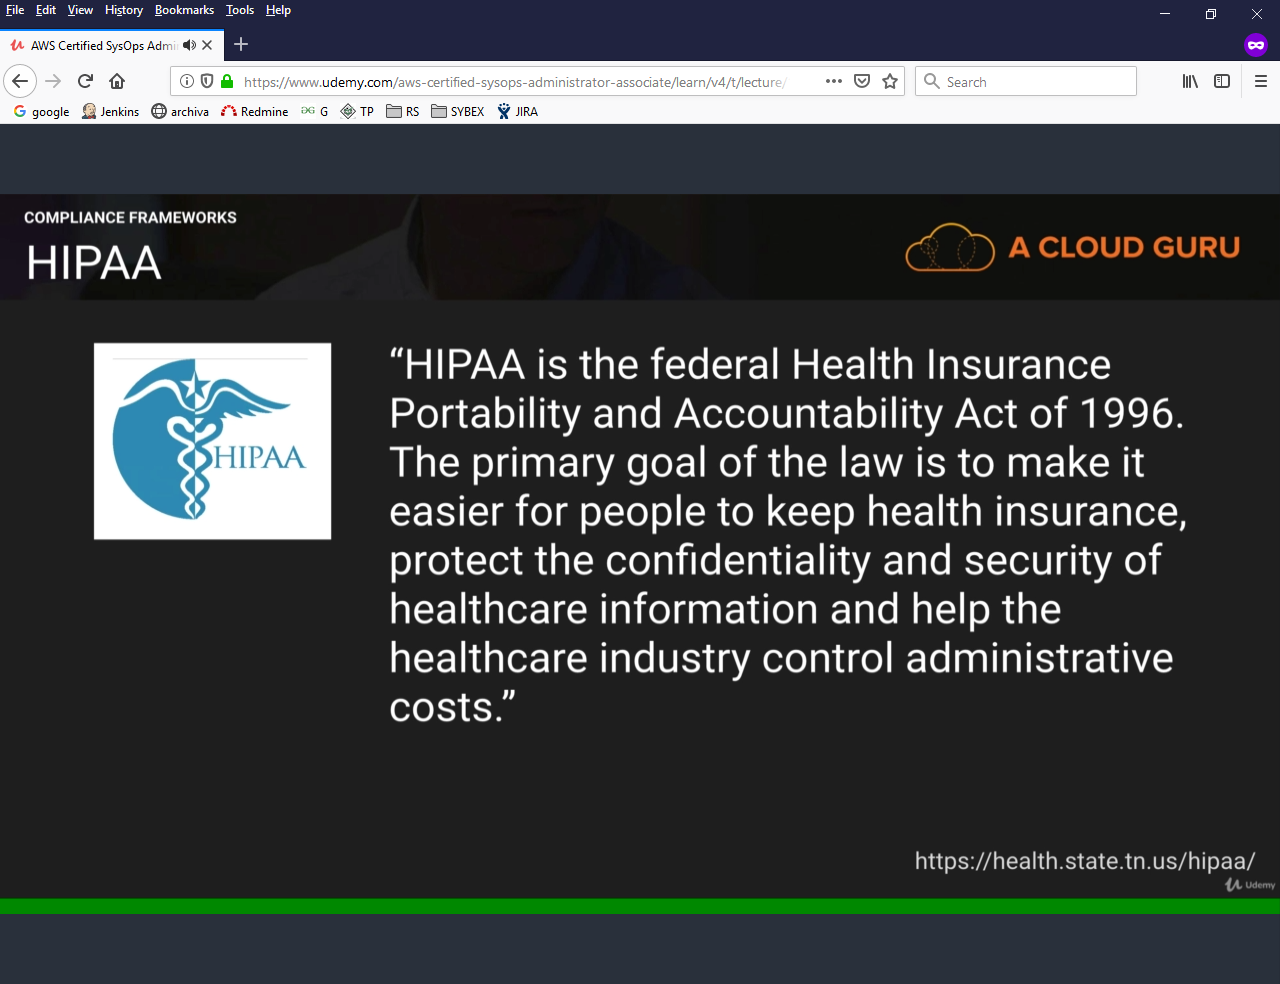 File Edit View History Bookmarks Tools Help
AWS Certified SysOps Admi
https://www.udemy.com/aws-certified-sysops-administrator-associate/learn/v4/t/lecture/
Search
google Jenkins archiva Redmine G TP RS SYBEX JIRA
COMPLIANCE FRAMEWORKS
HIPAA
A CLOUD GURU
HIPAA
“HIPAA is the federal Health Insurance
Portability and Accountability Act of 1996.
The primary goal of the law is to make it
easier for people to keep health insurance,
protect the confidentiality and security of
healthcare information and help the
healthcare industry control administrative
costs.”
https://health.state.tn.us/hipaa/
Udemy